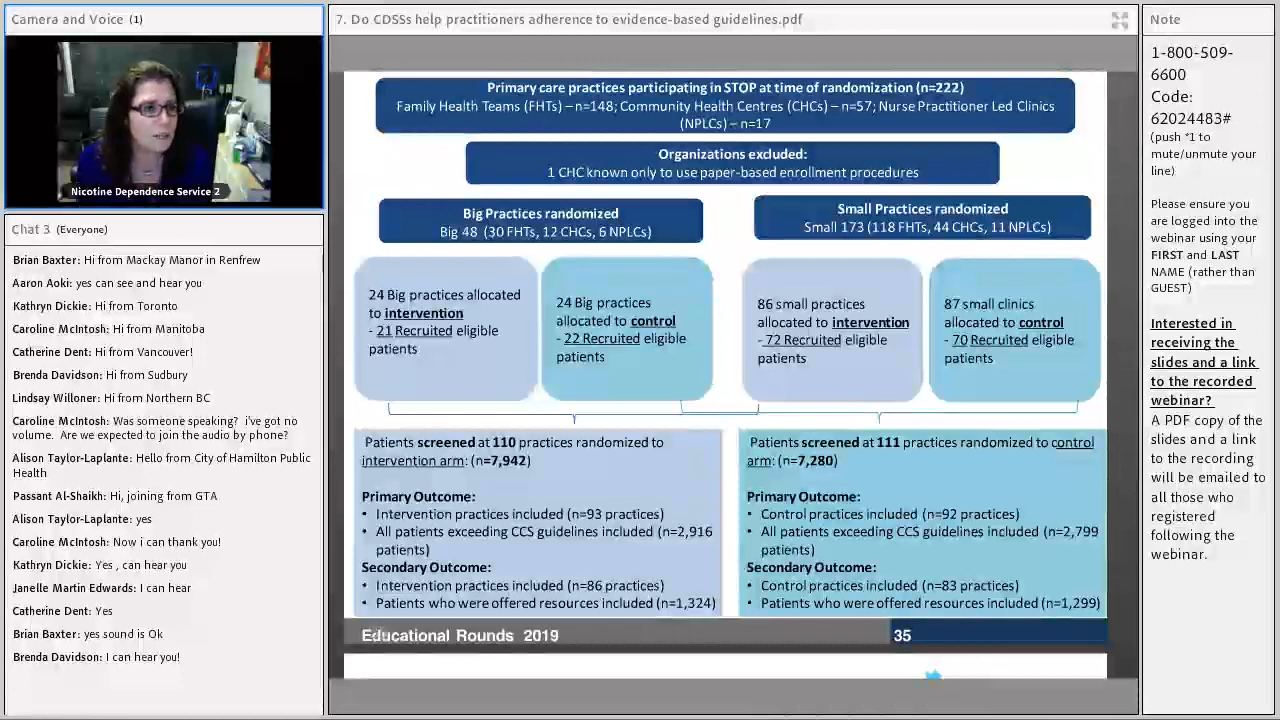 Camera and Voice (1)
Nicotine Dependence Service 2
Chat 3 (Everyone)
Brian Baxter: Hi from Mackay Manor in Renfrew
Aaron Aoki: yes can see and hear you
Kathryn Dickie: Hi from Toronto
Caroline McIntosh: Hi from Manitoba
Catherine Dent: Hi from Vancouver!
Brenda Davidson: Hi from Sudbury
Lindsay Willoner: Hi from Northern BC
Caroline McIntosh: Was someone speaking? i've got no
volume. Are we expected to join the audio by phone?
Alison Taylor-Laplante: Hello from City of Hamilton Public
Health
Passant Al-Shaikh: Hi, joining from GTA
Alison Taylor-Laplante: yes
Caroline McIntosh: Now i can thank you!
Kathryn Dickie: Yes , can hear you
Janelle Martin Edwards: I can hear
Catherine Dent: Yes
Brian Baxter: yes sound is Ok
Brenda Davidson: I can hear you!
7. Do CDSSs help practitioners adherence to evidence-based guidelines.pdf
Primary care practices participating in STOP at time of randomization (n=222)
Family Health Teams (FHTs) – n=148; Community Health Centres (CHCs) – n=57; Nurse Practitioner Led Clinics
(NPLCs) – n=17
Organizations excluded:
1 CHC known only to use paper-based enrollment procedures
Big Practices randomized
Big 48 (30 FHTs, 12 CHCs, 6 NPLCs)
Small Practices randomized
Small 173 (118 FHTs, 44 CHCs, 11 NPLCs)
24 Big practices allocated
to intervention
- 21 Recruited eligible
patients
24 Big practices
allocated to control
- 22 Recruited eligible
patients
86 small practices
allocated to intervention
- 72 Recruited eligible
patients
87 small clinics
allocated to control
- 70 Recruited eligible
patients
Patients screened at 110 practices randomized to
intervention arm: (n=7,942)
Primary Outcome:
• Intervention practices included (n=93 practices)
• All patients exceeding CCS guidelines included (n=2,916
patients)
Secondary Outcome:
• Intervention practices included (n=86 practices)
• Patients who were offered resources included (n=1,324)
Patients screened at 111 practices randomized to control
arm: (n=7,280)
Primary Outcome:
• Control practices included (n=92 practices)
• All patients exceeding CCS guidelines included (n=2,799
patients)
Secondary Outcome:
• Control practices included (n=83 practices)
• Patients who were offered resources included (n=1,299)
Educational Rounds 2019
35
Note
1-800-509-
6600
Code:
62024483#
(push *1 to
mute/unmute your
line)
Please ensure you
are logged into the
webinar using your
FIRST and LAST
NAME (rather than
GUEST)
Interested in
receiving the
slides and a link
to the recorded
webinar?
A PDF copy of the
slides and a link
to the recording
will be emailed to
all those who
registered
following the
webinar.